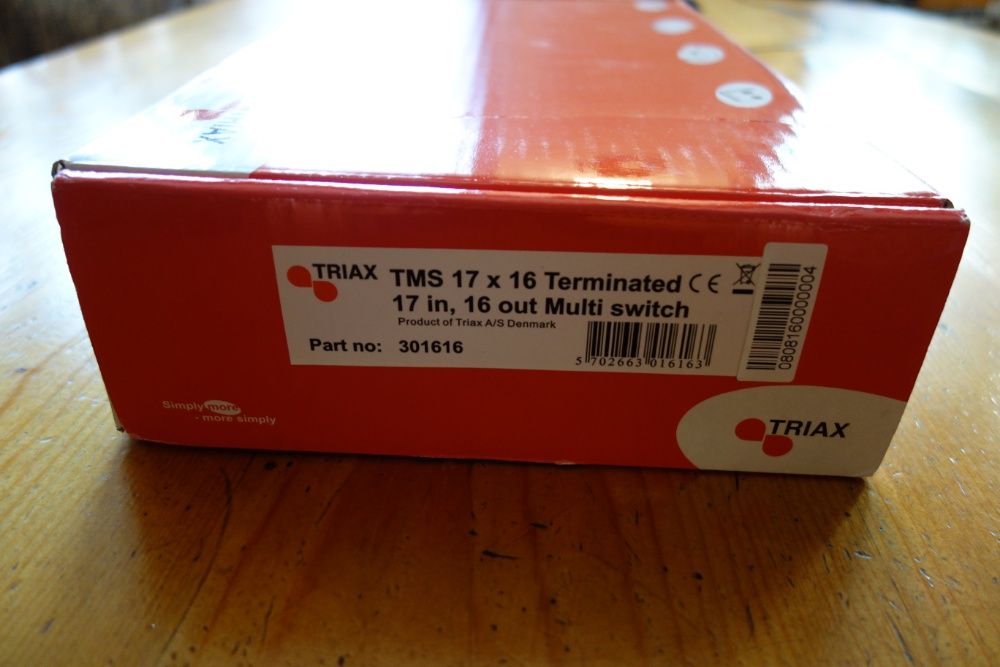 TRIAX
TMS 17 x 16 Terminated
17 in, 16 out Multi switch
Product of Triax A/S Denmark
Part no: 301616
5 702663 016163
0808160000004
Simply more
- more simply
TRIAX